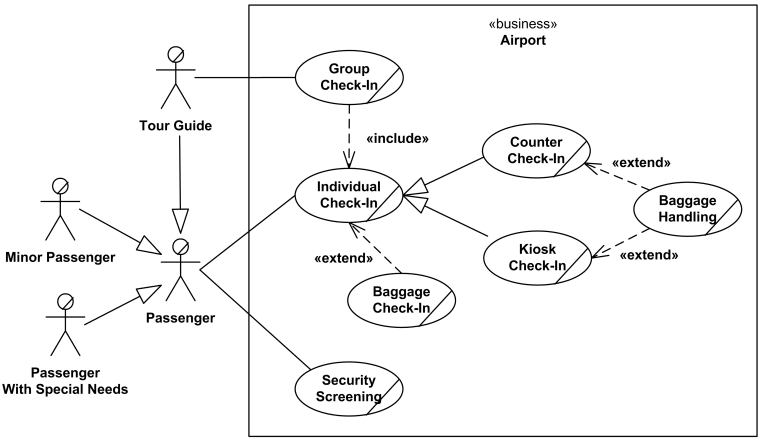 «business»
Airport
Group
Check-In
Tour Guide
«include»
Counter
Check-In
«extend»
Individual
Check-In
Baggage
Handling
Minor Passenger
«extend»
Kiosk
Check-In
«extend»
Baggage
Check-In
Passenger
Passenger
With Special Needs
Security
Screening